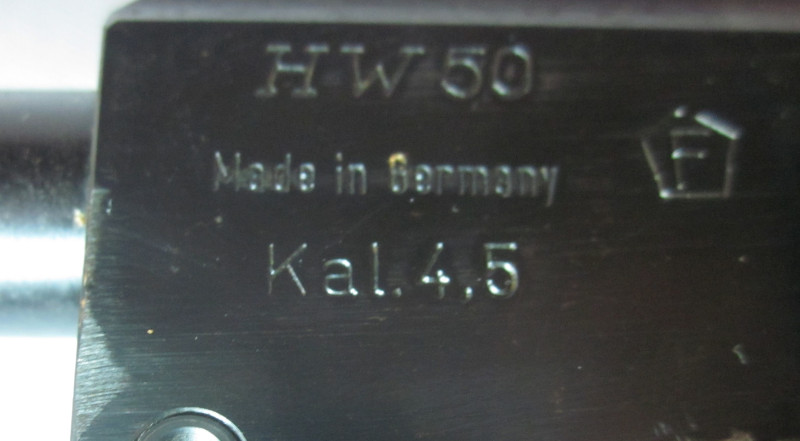 HW 50
Made in Germany
F
Kal. 4,5